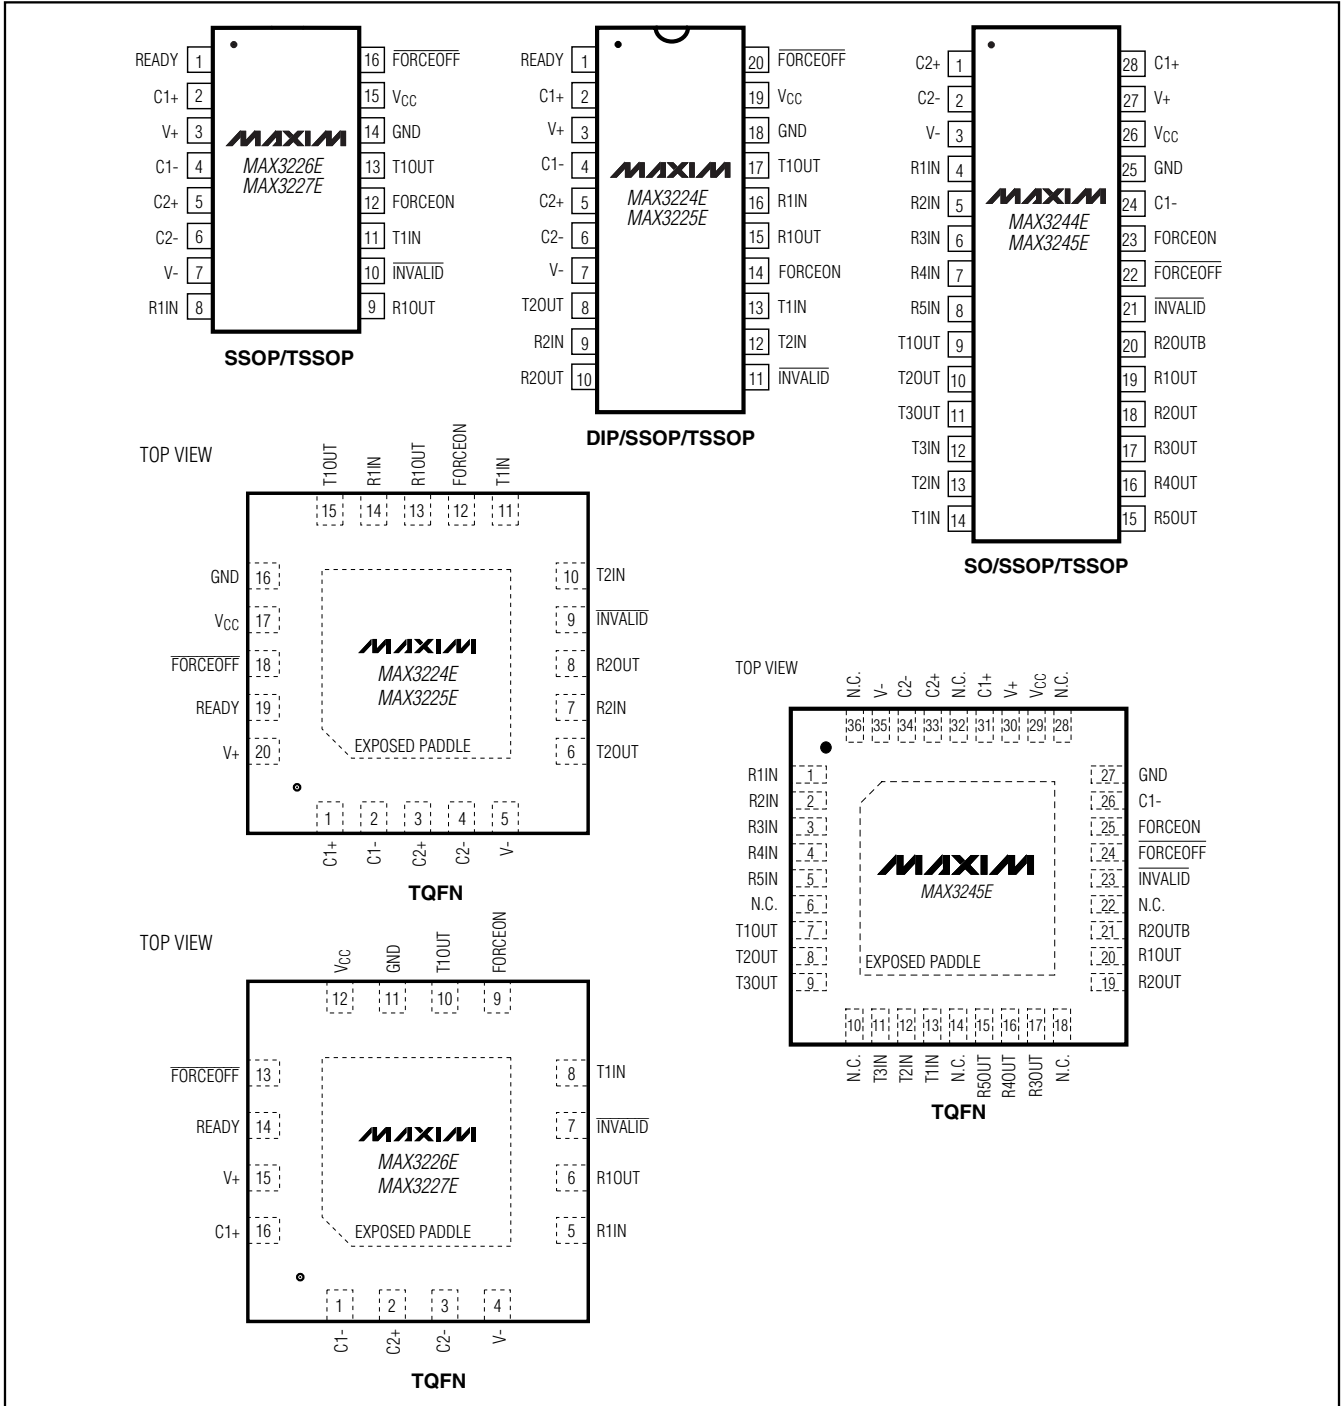 READY 1
C1+ 2
V+ 3
C1- 4
C2+ 5
C2- 6
V- 7
R1IN 8
MAXIM
MAX3226E
MAX3227E
16 FORCEOFF
15 VCC
14 GND
13 T1OUT
12 FORCEON
11 T1IN
10 INVALID
9 R1OUT
SSOP/TSSOP
READY 1
C1+ 2
V+ 3
C1- 4
C2+ 5
C2- 6
V- 7
T2OUT 8
R2IN 9
R2OUT 10
MAXIM
MAX3224E
MAX3225E
20 FORCEOFF
19 VCC
18 GND
17 T1OUT
16 R1IN
15 R1OUT
14 FORCEON
13 T1IN
12 T2IN
11 INVALID
DIP/SSOP/TSSOP
C2+ 1
C2- 2
V- 3
R1IN 4
R2IN 5
R3IN 6
R4IN 7
R5IN 8
T1OUT 9
T2OUT 10
T3OUT 11
T3IN 12
T2IN 13
T1IN 14
MAXIM
MAX3244E
MAX3245E
28 C1+
27 V+
26 VCC
25 GND
24 C1-
23 FORCEON
22 FORCEOFF
21 INVALID
20 R2OUTB
19 R1OUT
18 R2OUT
17 R3OUT
16 R4OUT
15 R5OUT
SO/SSOP/TSSOP
TOP VIEW
T1OUT R1IN R1OUT FORCEON T1IN
15 14 13 12 11
GND 16
VCC 17
FORCEOFF 18
READY 19
V+ 20
MAXIM
MAX3224E
MAX3225E
EXPOSED PADDLE
10 T2IN
9 INVALID
8 R2OUT
7 R2IN
6 T2OUT
1 2 3 4 5
C1+ C1- C2+ C2- V-
TQFN
TOP VIEW
N.C. V- C2- C2+ N.C. C1+ V+ VCC N.C.
36 35 34 33 32 31 30 29 28
R1IN 1
R2IN 2
R3IN 3
R4IN 4
R5IN 5
N.C. 6
T1OUT 7
T2OUT 8
T3OUT 9
MAXIM
MAX3245E
EXPOSED PADDLE
27 GND
26 C1-
25 FORCEON
24 FORCEOFF
23 INVALID
22 N.C.
21 R2OUTB
20 R1OUT
19 R2OUT
10 11 12 13 14 15 16 17 18
N.C. T3IN T2IN T1IN N.C. R5OUT R4OUT R3OUT N.C.
TQFN
TOP VIEW
VCC GND T1OUT FORCEON
12 11 10 9
FORCEOFF 13
READY 14
V+ 15
C1+ 16
MAXIM
MAX3226E
MAX3227E
EXPOSED PADDLE
8 T1IN
7 INVALID
6 R1OUT
5 R1IN
1 2 3 4
C1- C2+ C2- V-
TQFN